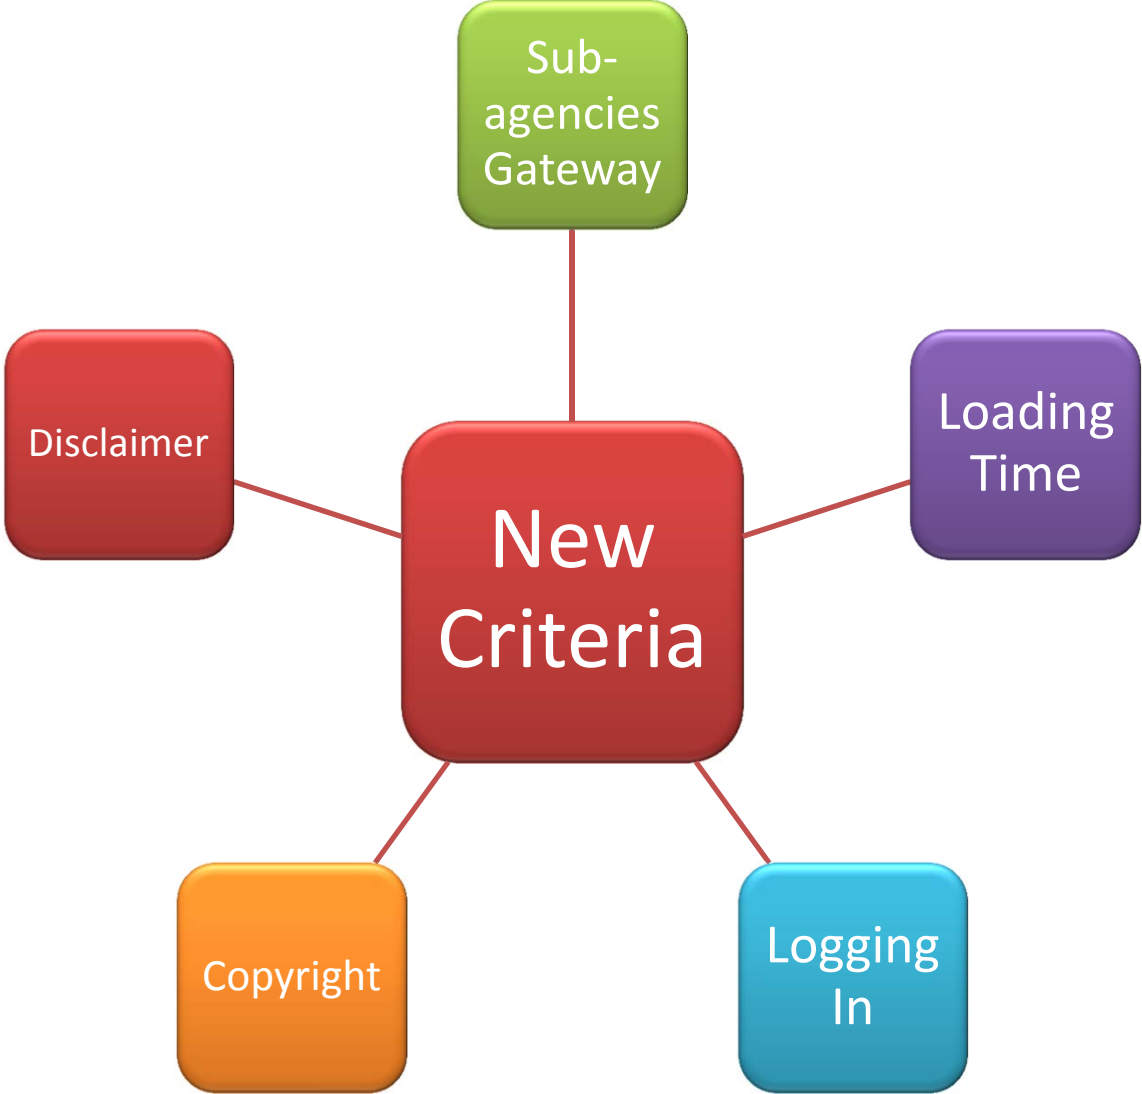 Sub-
agencies
Gateway
Disclaimer
Loading
Time
New
Criteria
Copyright
Logging
In